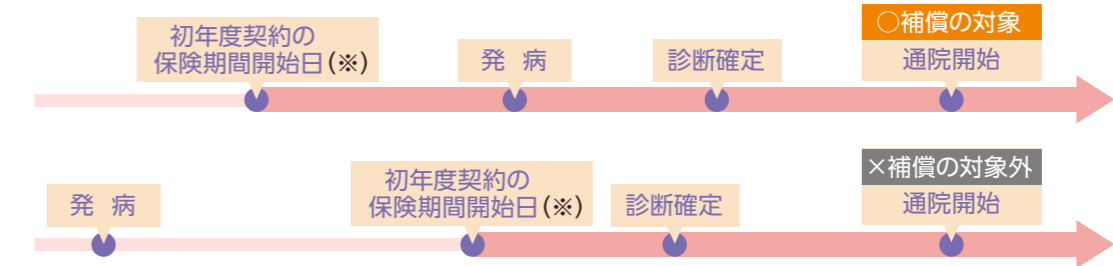 ○補償の対象
初年度契約の
保険期間開始日(※)
発 病
診断確定
通院開始
×補償の対象外
発 病
初年度契約の
保険期間開始日(※)
診断確定
通院開始